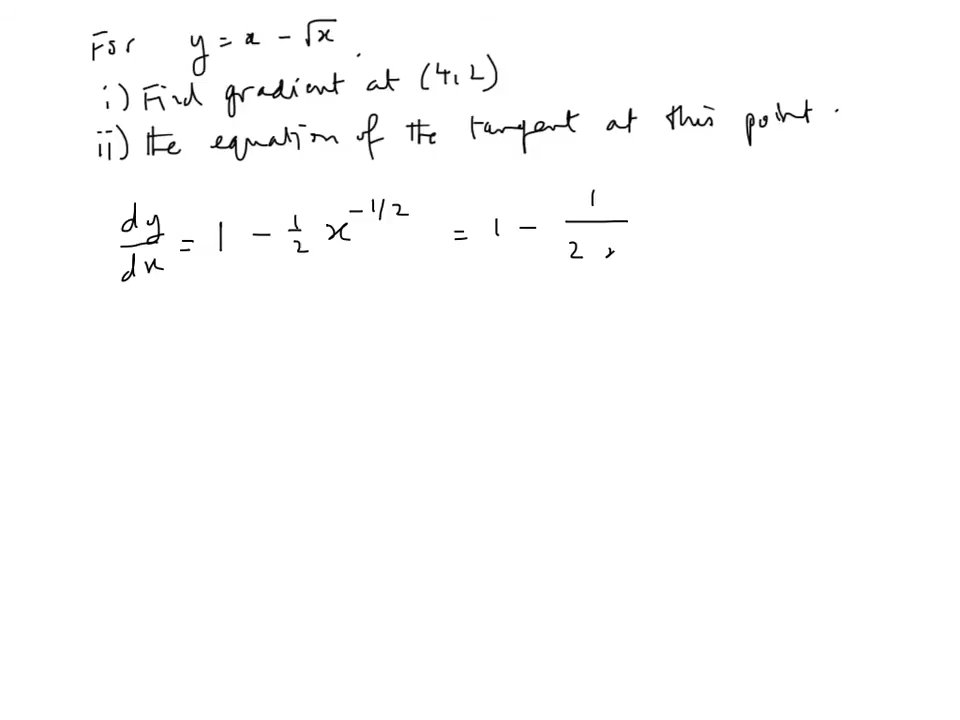 For y = x - √x.
i) Find gradient at (4, 2)
ii) the equation of the tangent at this point.
dy/dx = 1 - 1/2 x^-1/2 = 1 - 1/2 x